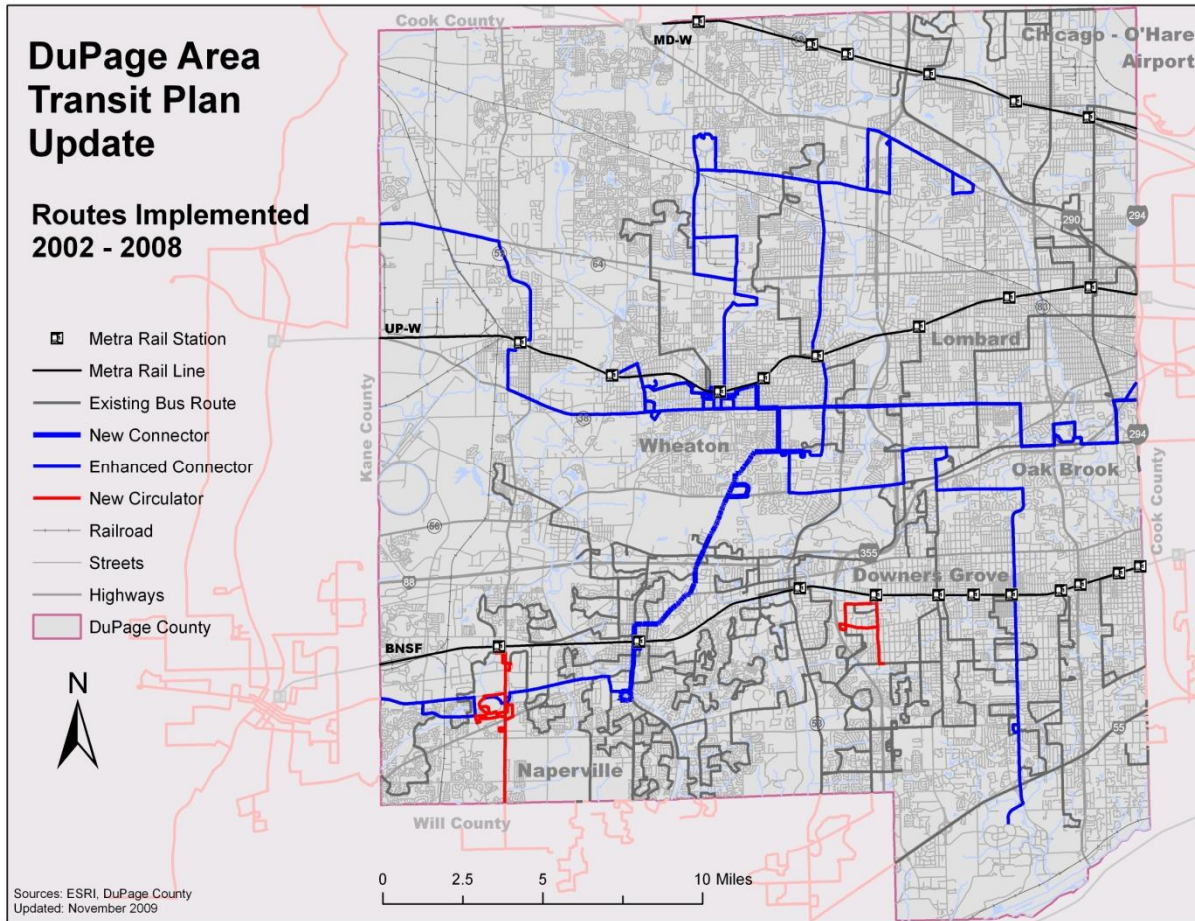 DuPage Area
Transit Plan
Update
Routes Implemented
2002 - 2008
Metra Rail Station
Metra Rail Line
Existing Bus Route
New Connector
Enhanced Connector
New Circulator
Railroad
Streets
Highways
DuPage County
N
Sources: ESRI, DuPage County
Updated: November 2009
Cook County
MD-W
Chicago - O'Hare
Airport
290
294
59
64
UP-W
Lombard
83
Kane County
38
Wheaton
294
Oak Brook
Cook County
56
355
88
Downers Grove
BNSF
53
55
Naperville
Will County
0 2.5 5 10 Miles